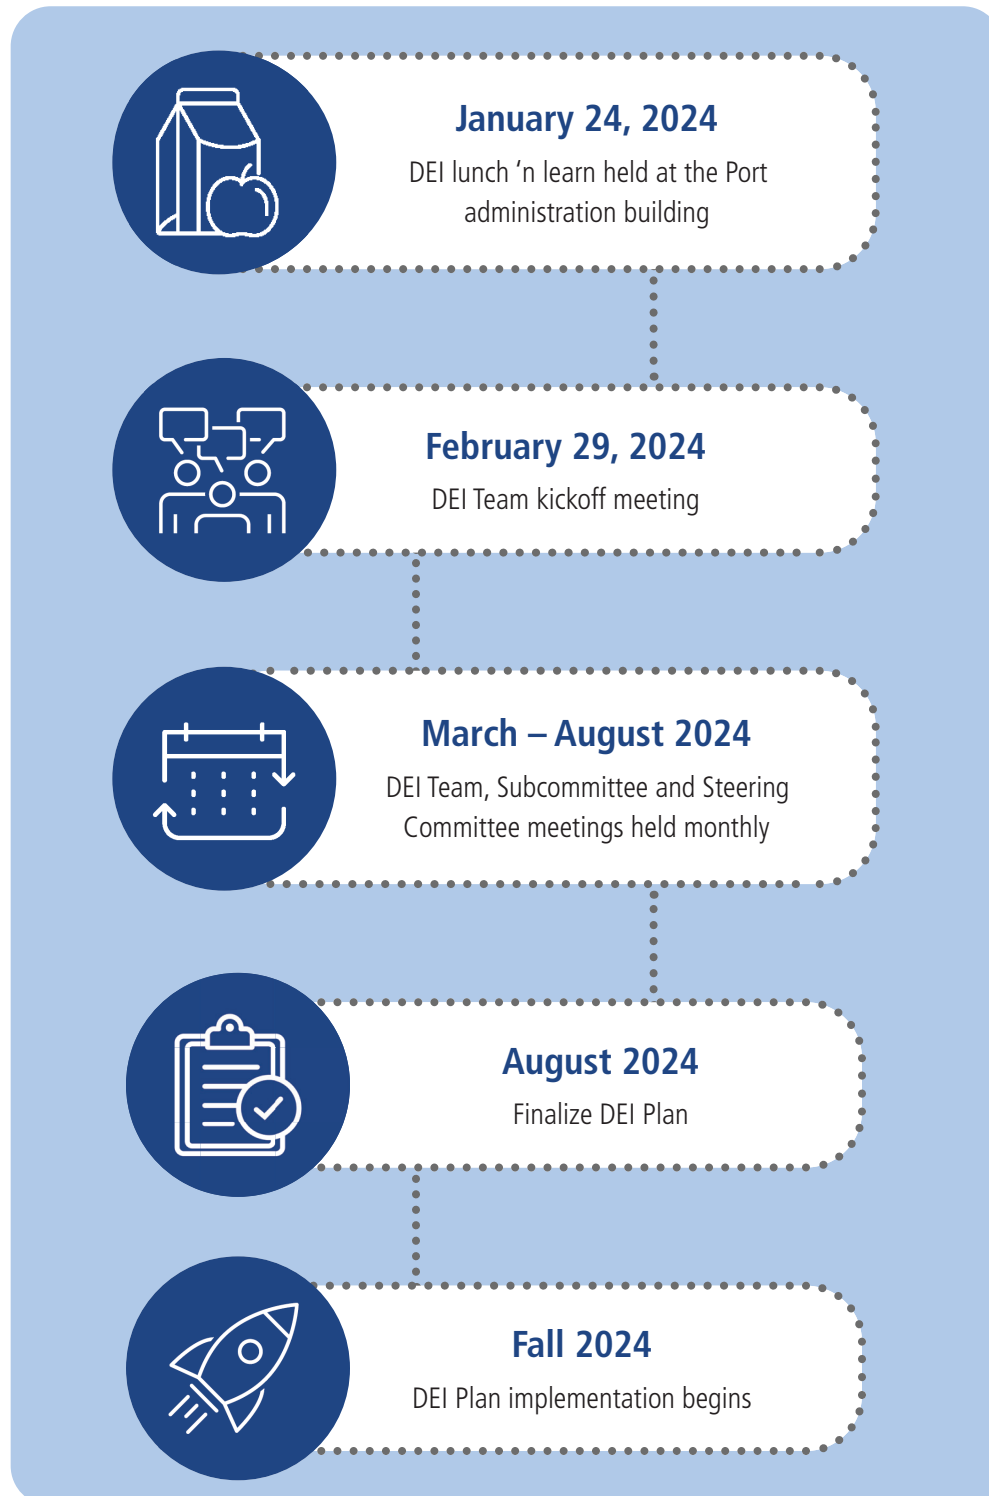 January 24, 2024
DEI lunch ‘n learn held at the Port
administration building
February 29, 2024
DEI Team kickoff meeting
March – August 2024
DEI Team, Subcommittee and Steering
Committee meetings held monthly
August 2024
Finalize DEI Plan
Fall 2024
DEI Plan implementation begins